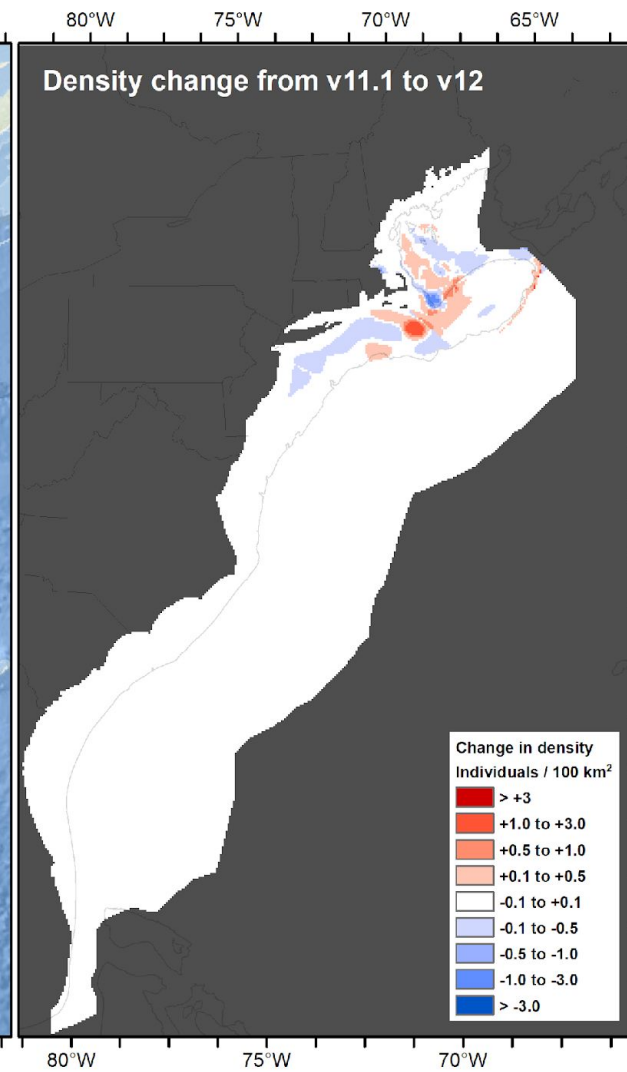 80°W 75°W 70°W 65°W
Density change from v11.1 to v12
Change in density
Individuals / 100 km²
> +3
+1.0 to +3.0
+0.5 to +1.0
+0.1 to +0.5
-0.1 to +0.1
-0.1 to -0.5
-0.5 to -1.0
-1.0 to -3.0
> -3.0
80°W 75°W 70°W